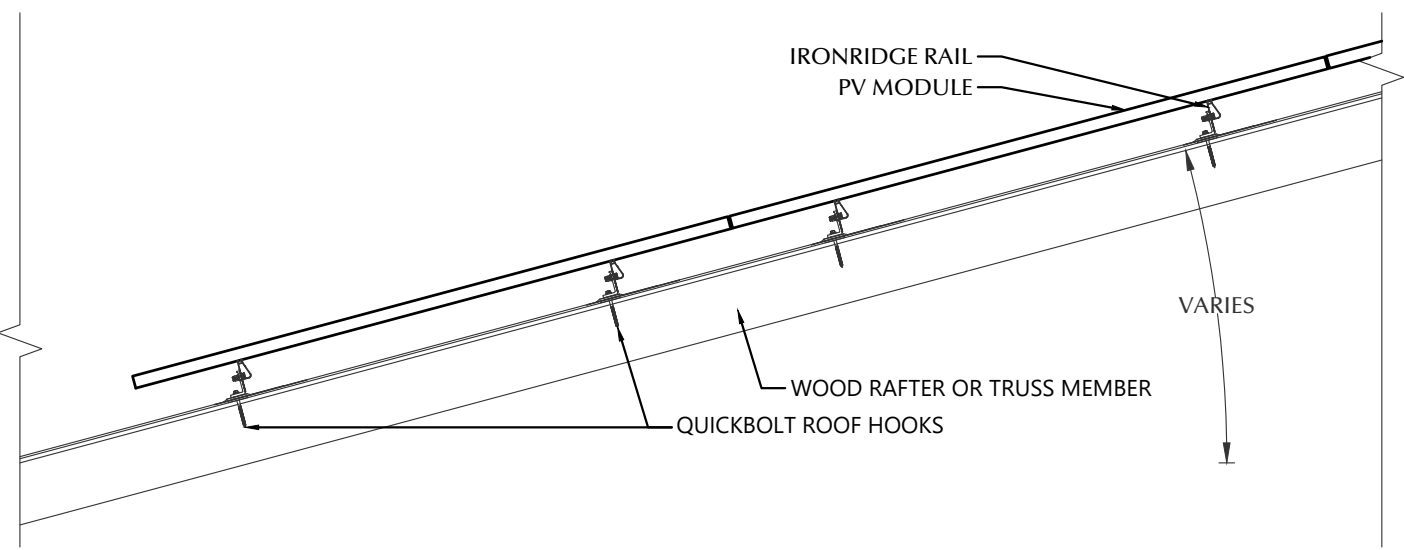 IRONRIDGE RAIL
PV MODULE
VARIES
WOOD RAFTER OR TRUSS MEMBER
QUICKBOLT ROOF HOOKS